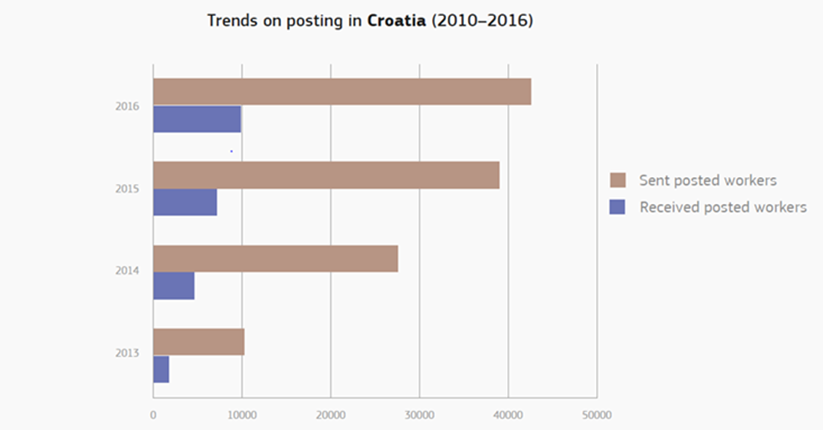 Trends on posting in Croatia (2010–2016)
2016
2015
2014
2013
0 10000 20000 30000 40000 50000
Sent posted workers
Received posted workers